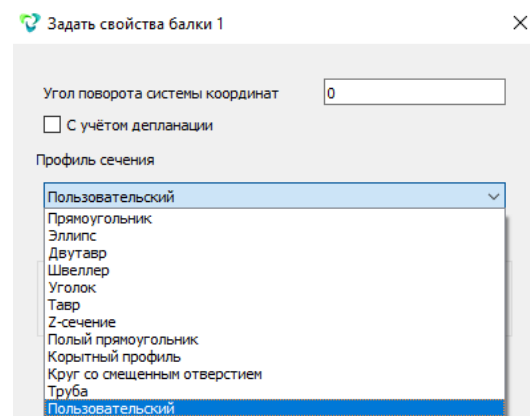 Задать свойства балки 1
Угол поворота системы координат 0
С учётом депланации
Профиль сечения
Пользовательский
Прямоугольник
Эллипс
Двутавр
Швеллер
Уголок
Тавр
Z-сечение
Полый прямоугольник
Корытный профиль
Круг со смещенным отверстием
Труба
Пользовательский